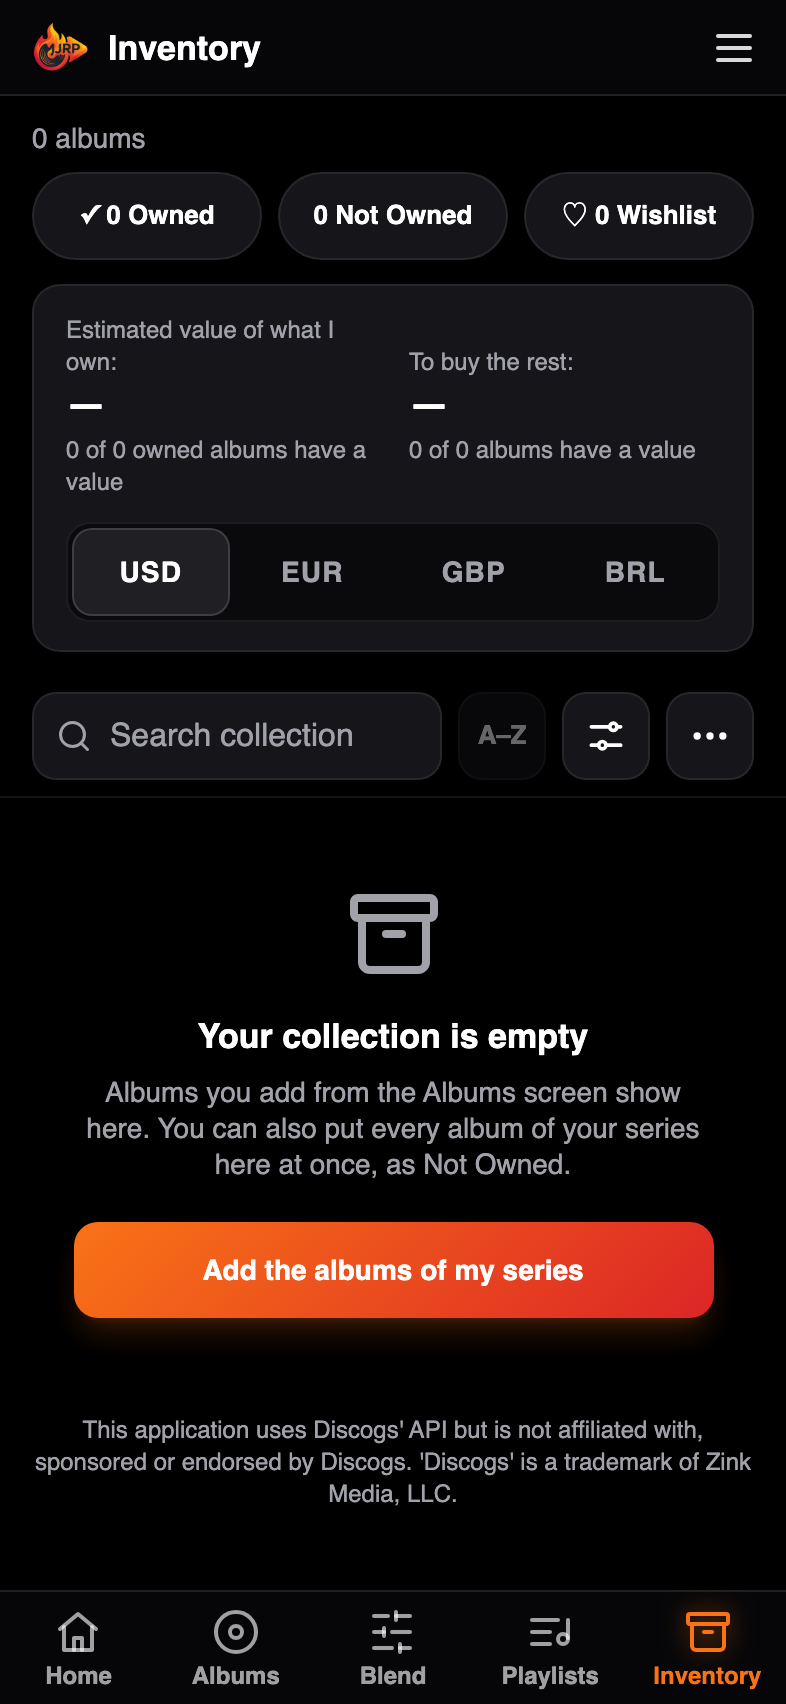 JRP
Inventory
0 albums
✓ 0 Owned
0 Not Owned
♡ 0 Wishlist
Estimated value of what I
own:
—
0 of 0 owned albums have a
value
To buy the rest:
—
0 of 0 albums have a value
USD
EUR
GBP
BRL
Search collection
A–Z
Your collection is empty
Albums you add from the Albums screen show
here. You can also put every album of your series
here at once, as Not Owned.
Add the albums of my series
This application uses Discogs' API but is not affiliated with,
sponsored or endorsed by Discogs. 'Discogs' is a trademark of Zink
Media, LLC.
Home
Albums
Blend
Playlists
Inventory